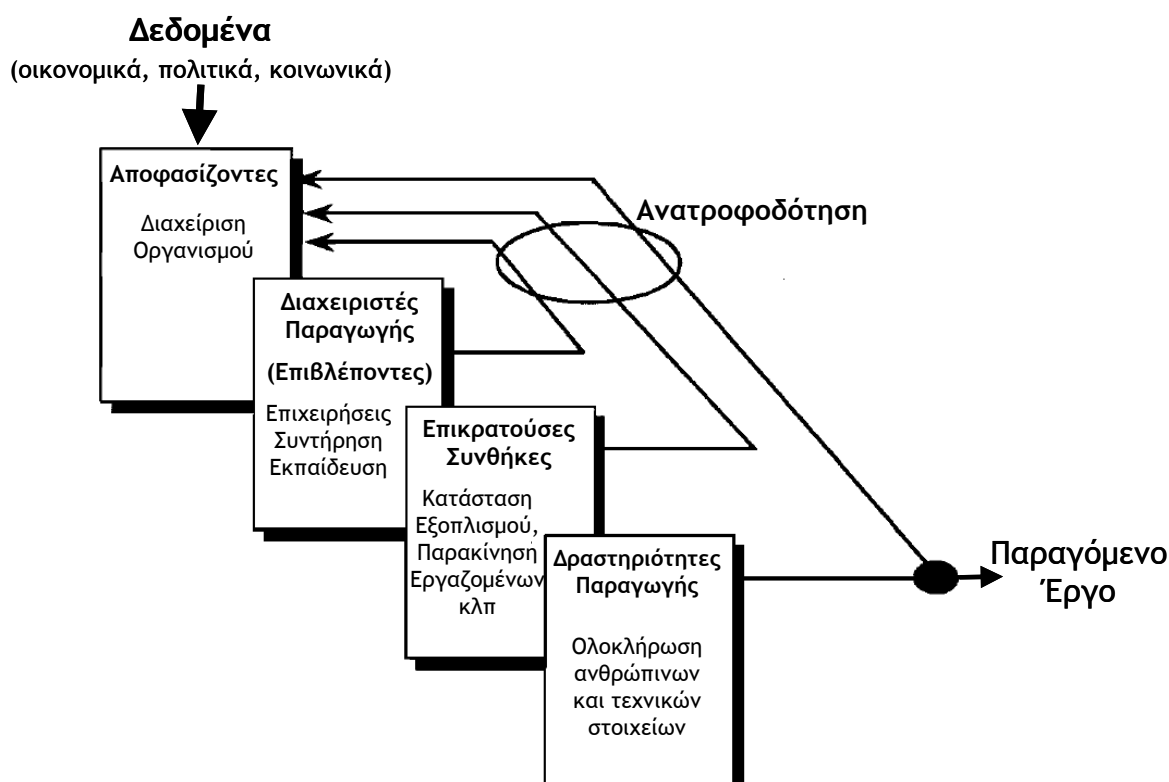 Δεδομένα
(οικονομικά, πολιτικά, κοινωνικά)
Αποφασίζοντες
Διαχείριση
Οργανισμού
Ανατροφοδότηση
Διαχειριστές
Παραγωγής
(Επιβλέποντες)
Επιχειρήσεις
Συντήρηση
Εκπαίδευση
Επικρατούσες
Συνθήκες
Κατάσταση
Εξοπλισμού,
Παρακίνηση
Εργαζομένων
κλπ
Δραστηριότητες
Παραγωγής
Ολοκλήρωση
ανθρώπινων
και τεχνικών
στοιχείων
Παραγόμενο
Έργο